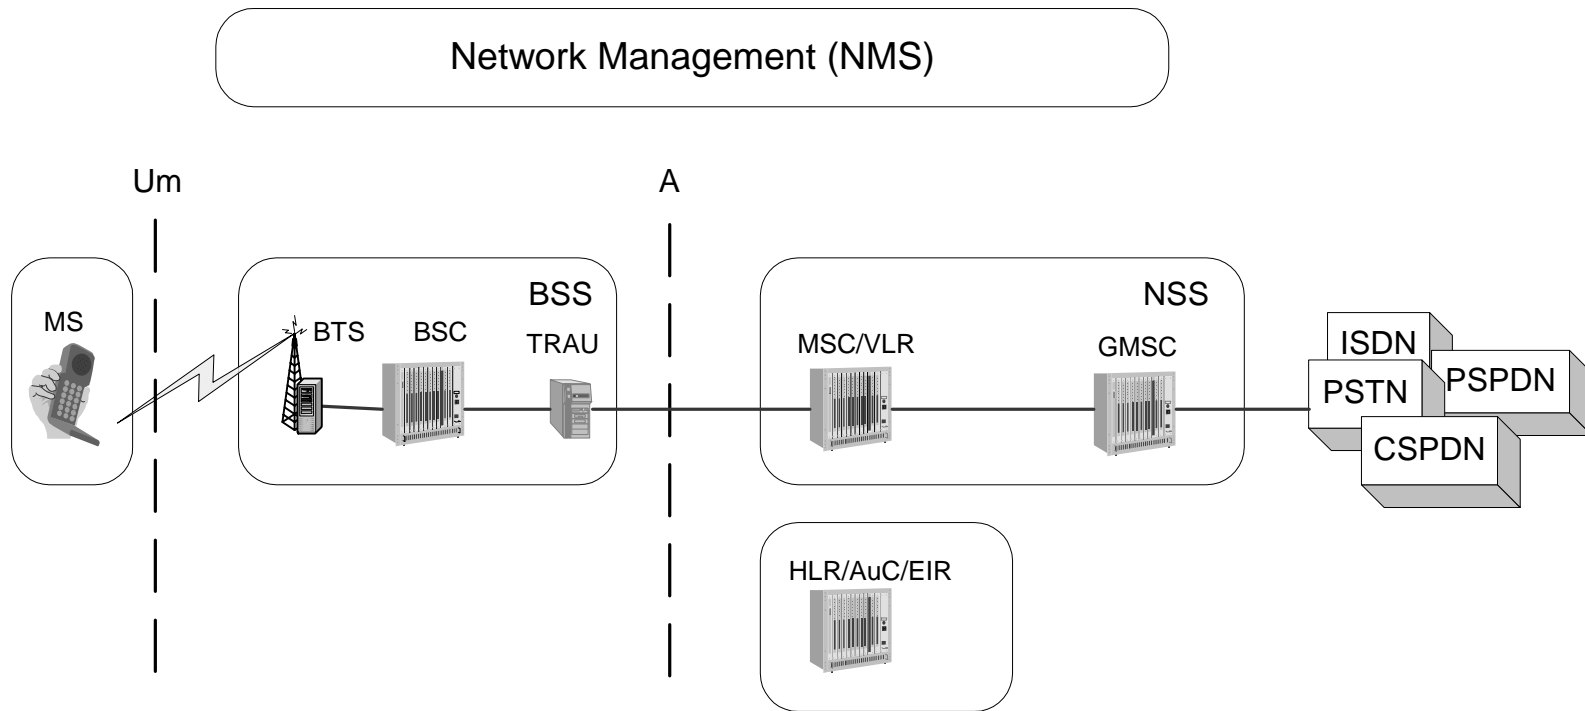 Network Management (NMS)
Um
A
MS
BSS
BTS
BSC
TRAU
NSS
MSC/VLR
GMSC
ISDN
PSPDN
PSTN
CSPDN
HLR/AuC/EIR